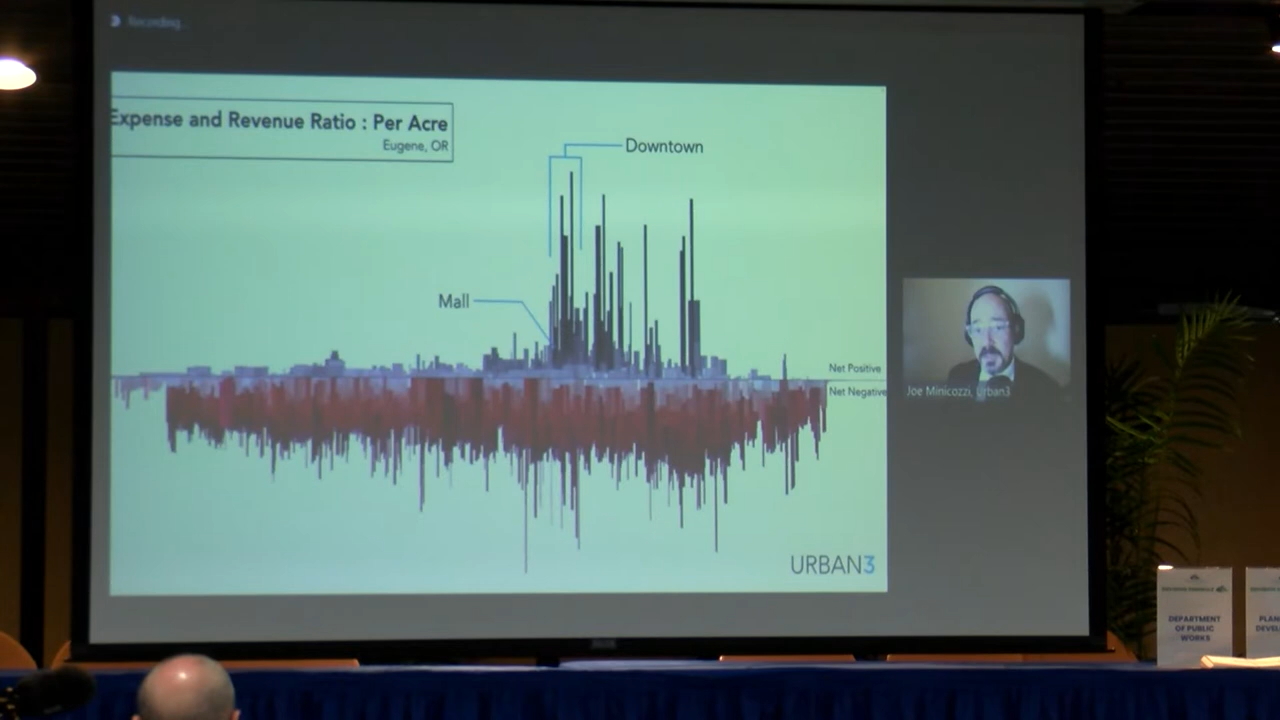 Recording...
Expense and Revenue Ratio : Per Acre
Eugene, OR
Downtown
Mall
Net Positive
Net Negative
Joe Minicozzi, Urban3
URBAN3
DEPARTMENT
OF PUBLIC
WORKS